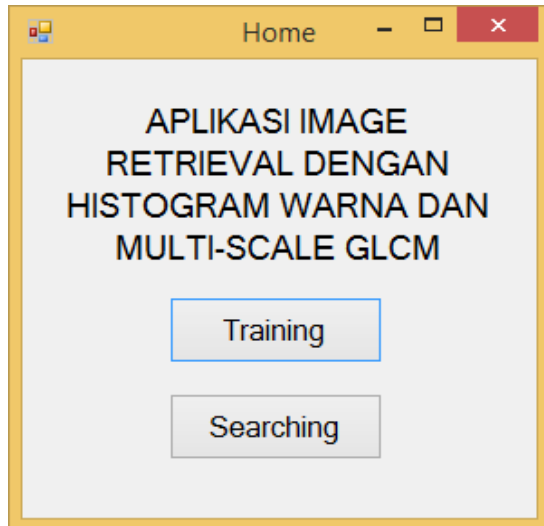 Home
APLIKASI IMAGE
RETRIEVAL DENGAN
HISTOGRAM WARNA DAN
MULTI-SCALE GLCM
Training
Searching